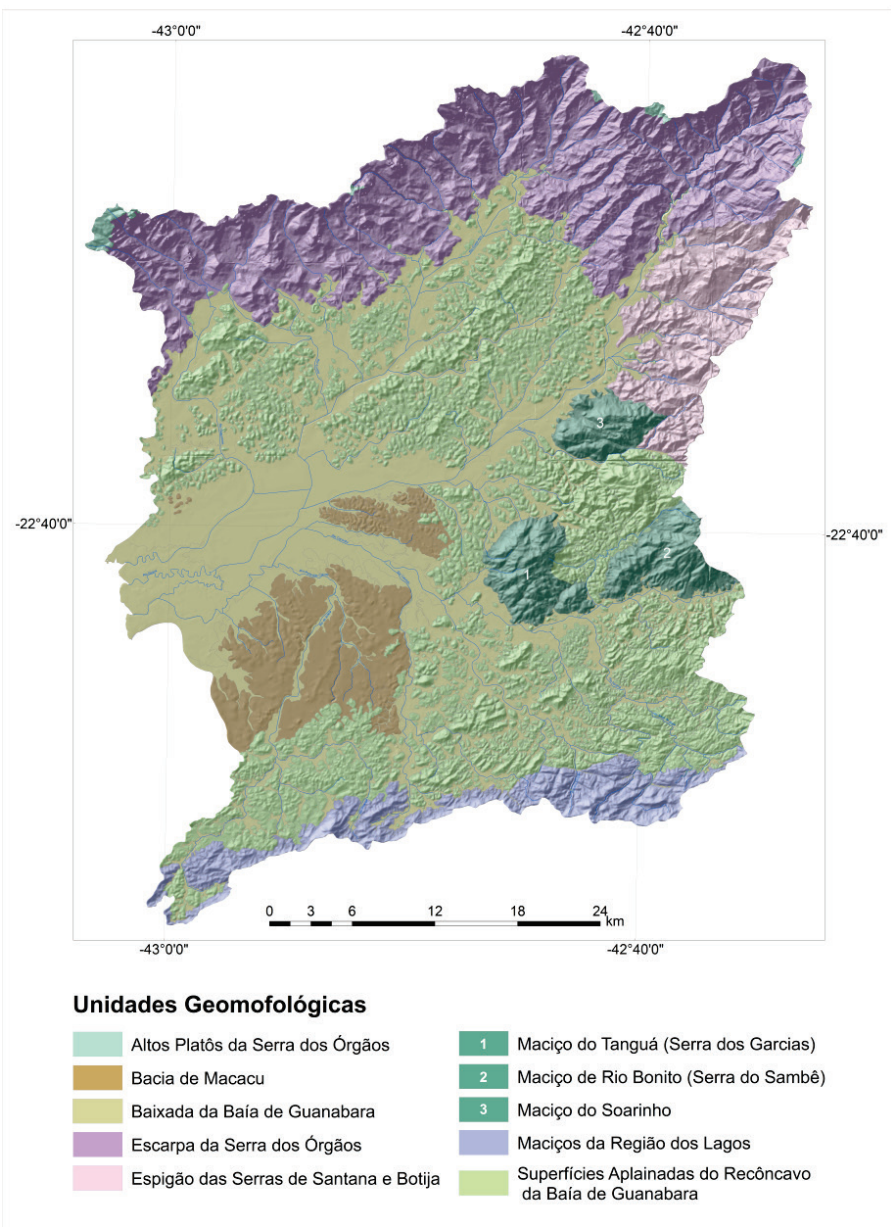 -43°0'0"
-42°40'0"
3
-22°40'0"
-22°40'0"
1
2
0 3 6 12 18 24
km
-43°0'0"
-42°40'0"
Unidades Geomofológicas
Altos Platôs da Serra dos Órgãos
Bacia de Macacu
Baixada da Baía de Guanabara
Escarpa da Serra dos Órgãos
Espigão das Serras de Santana e Botija
1 Maciço do Tanguá (Serra dos Garcias)
2 Maciço de Rio Bonito (Serra do Sambê)
3 Maciço do Soarinho
Maciços da Região dos Lagos
Superfícies Aplainadas do Recôncavo
da Baía de Guanabara